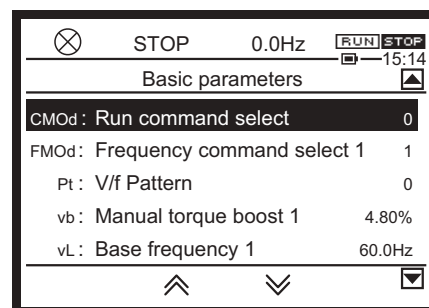 STOP 0.0Hz RUN STOP
15:14
Basic parameters
CMOd : Run command select 0
FMOd : Frequency command select 1 1
Pt : V/f Pattern 0
vb : Manual torque boost 1 4.80%
vL : Base frequency 1 60.0Hz